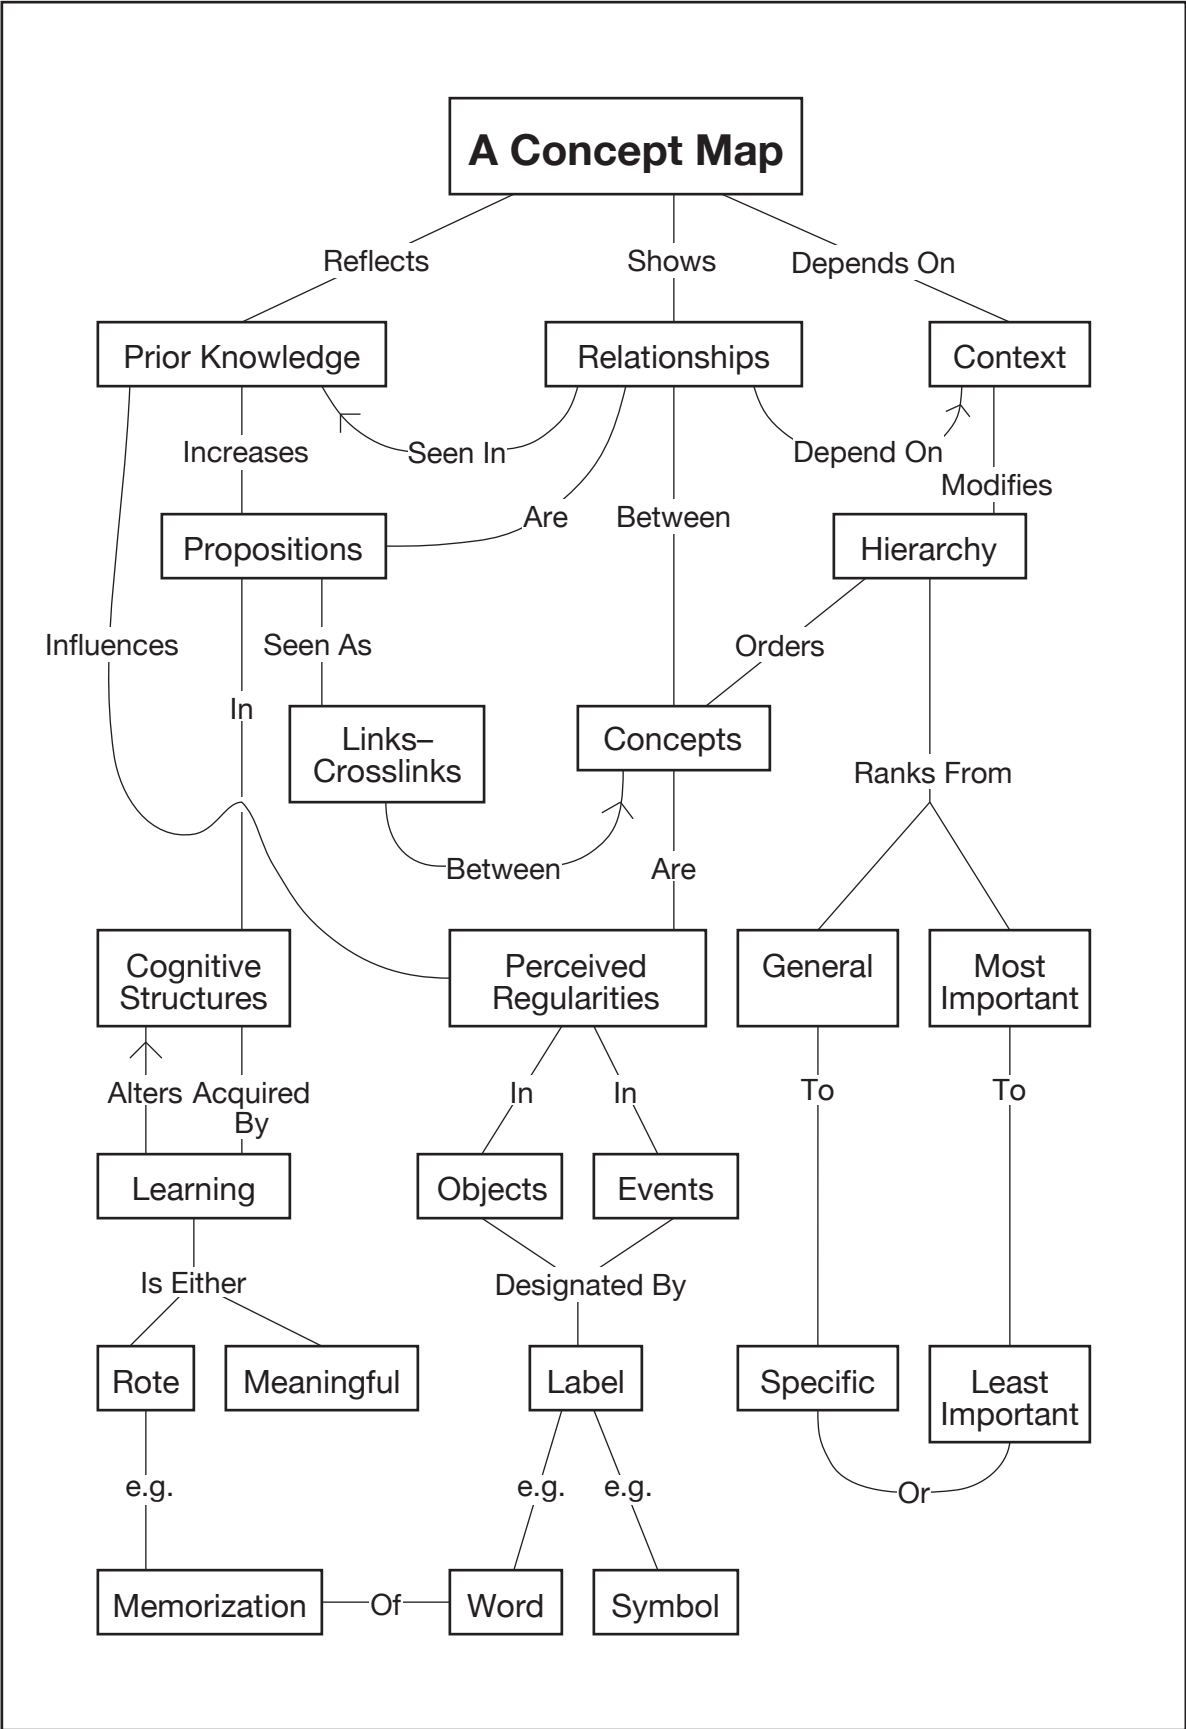 A Concept Map
Reflects
Shows
Depends On
Prior Knowledge
Relationships
Context
Increases
Seen In
Depend On
Modifies
Are
Between
Propositions
Hierarchy
Influences
Seen As
Orders
In
Links–
Crosslinks
Concepts
Ranks From
Between
Are
Cognitive
Structures
Perceived
Regularities
General
Most
Important
Alters
Acquired
By
In
In
To
To
Learning
Objects
Events
Is Either
Designated By
Rote
Meaningful
Label
Specific
Least
Important
e.g.
e.g.
e.g.
Or
Memorization
Of
Word
Symbol